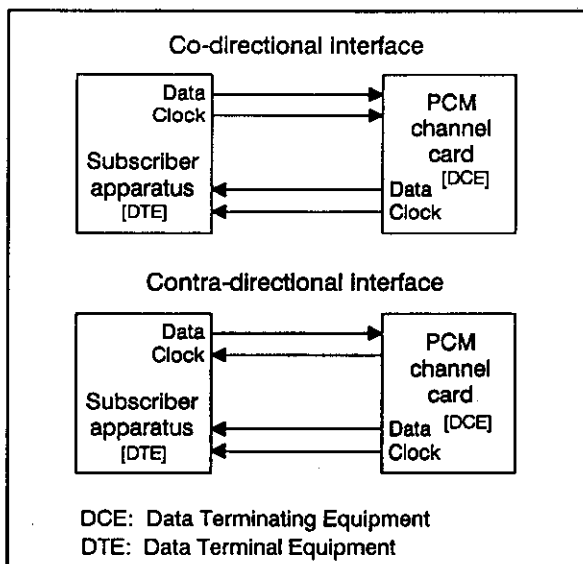 Co-directional interface
Data
Clock
Subscriber
apparatus
[DTE]
PCM
channel
card
[DCE]
Data
Clock
Contra-directional interface
Data
Clock
Subscriber
apparatus
[DTE]
PCM
channel
card
[DCE]
Data
Clock
DCE: Data Terminating Equipment
DTE: Data Terminal Equipment